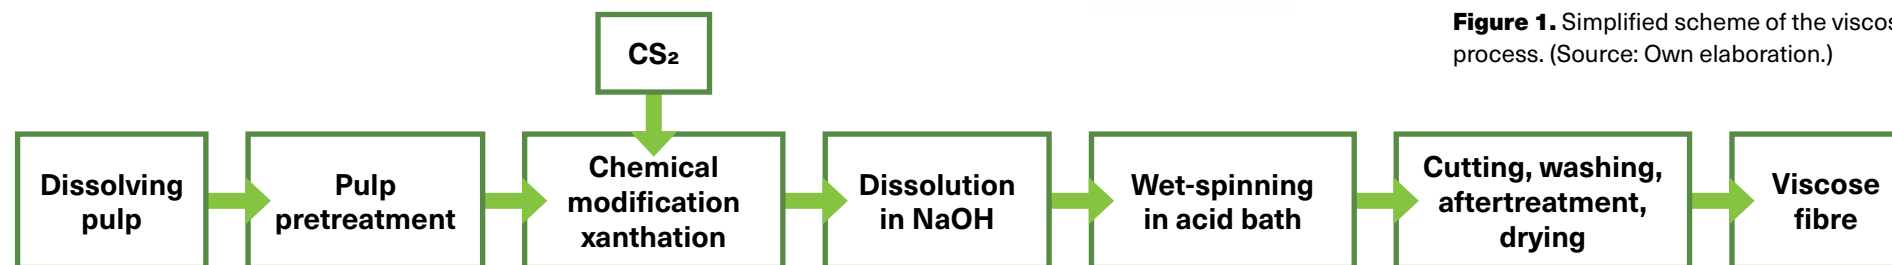 Figure 1. Simplified scheme of the viscos
process. (Source: Own elaboration.)
CS₂
Dissolving
pulp
Pulp
pretreatment
Chemical
modification
xanthation
Dissolution
in NaOH
Wet-spinning
in acid bath
Cutting, washing,
aftertreatment,
drying
Viscose
fibre